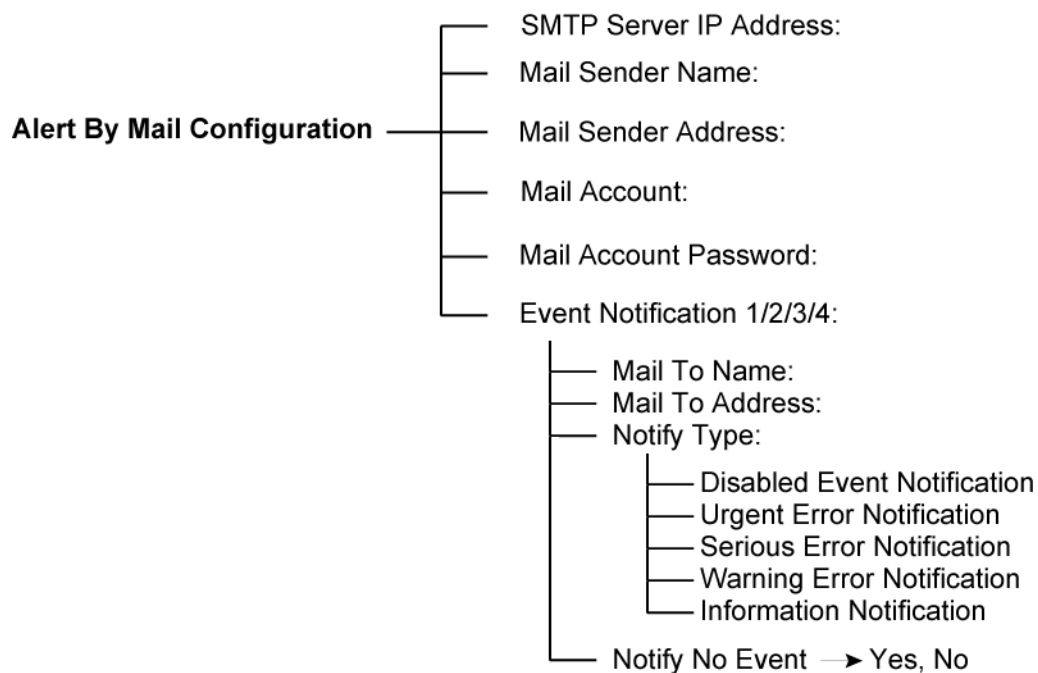 SMTP Server IP Address:
Mail Sender Name:
Alert By Mail Configuration
Mail Sender Address:
Mail Account:
Mail Account Password:
Event Notification 1/2/3/4:
Mail To Name:
Mail To Address:
Notify Type:
Disabled Event Notification
Urgent Error Notification
Serious Error Notification
Warning Error Notification
Information Notification
Notify No Event Yes, No